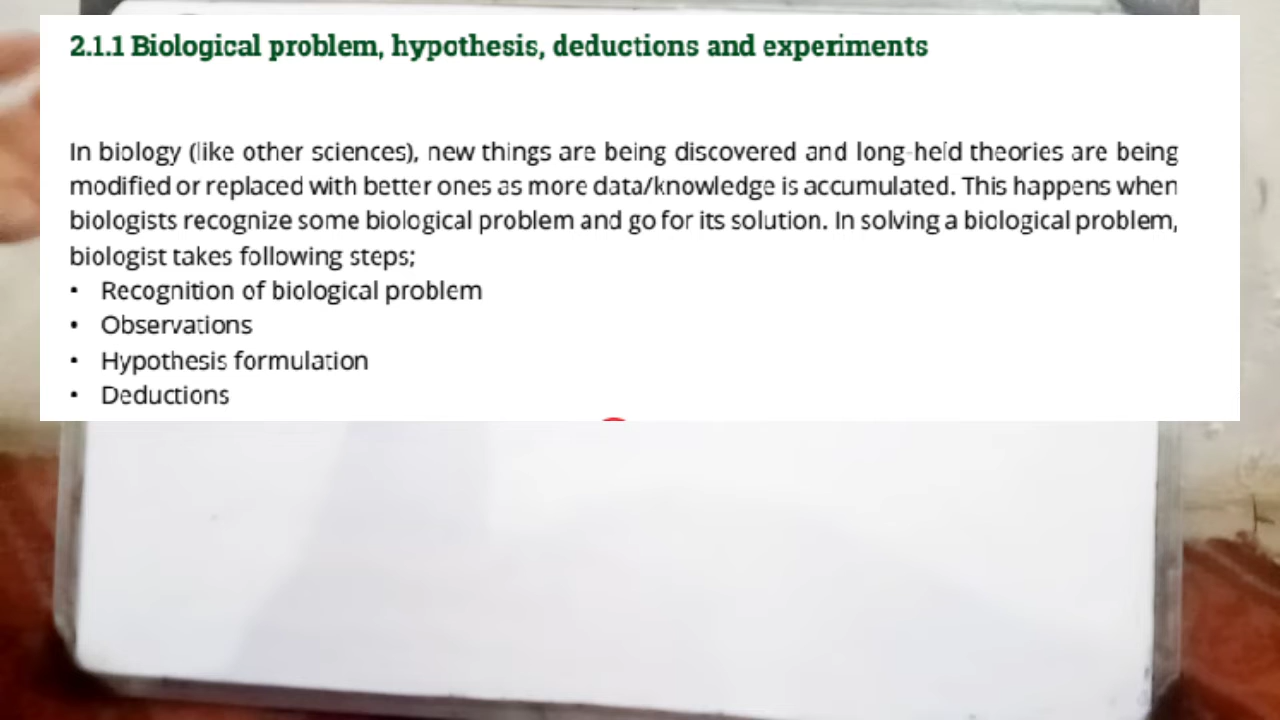 2.1.1 Biological problem, hypothesis, deductions and experiments
In biology (like other sciences), new things are being discovered and long-held theories are being
modified or replaced with better ones as more data/knowledge is accumulated. This happens when
biologists recognize some biological problem and go for its solution. In solving a biological problem,
biologist takes following steps;
• Recognition of biological problem
• Observations
• Hypothesis formulation
• Deductions